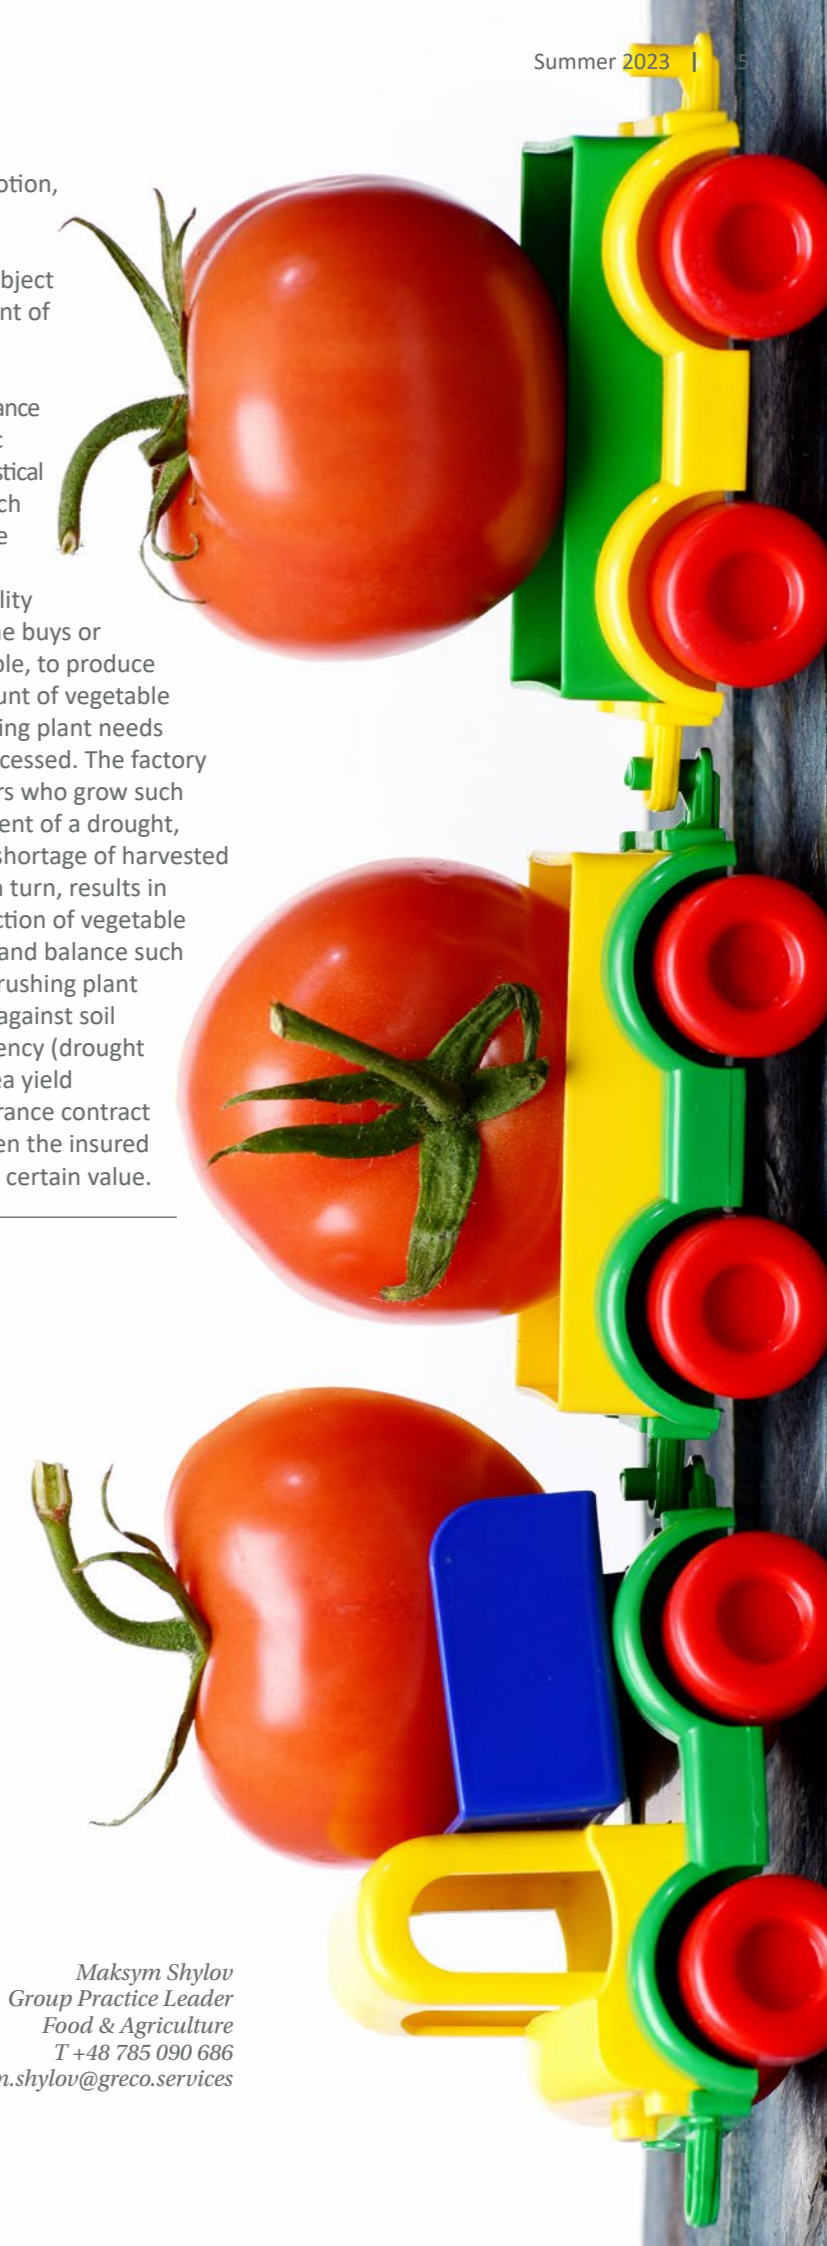 Summer 2023 | 5
otion,
bject
nt of
ance
c
stical
ch
e
lity
ne buys or
ole, to produce
unt of vegetable
ing plant needs
cessed. The factory
rs who grow such
ent of a drought,
shortage of harvested
n turn, results in
ction of vegetable
and balance such
rushing plant
against soil
ency (drought
ea yield
rance contract
en the insured
certain value.
Maksym Shylov
Group Practice Leader
Food & Agriculture
T +48 785 090 686
m.shylov@greco.services